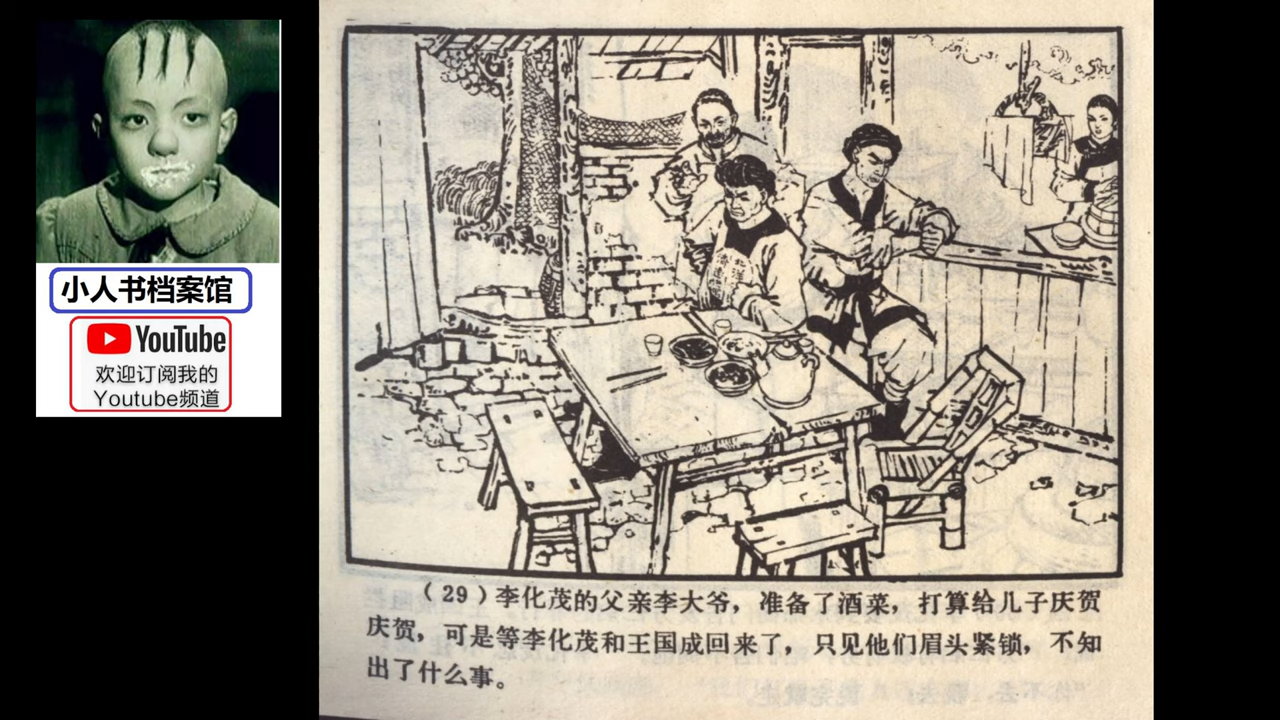 小人书档案馆
YouTube
欢迎订阅我的
Youtube频道
（29）李化茂的父亲李大爷，准备了酒菜，打算给儿子庆贺
庆贺，可是等李化茂和王国成回来了，只见他们眉头紧锁，不知
出了什么事。